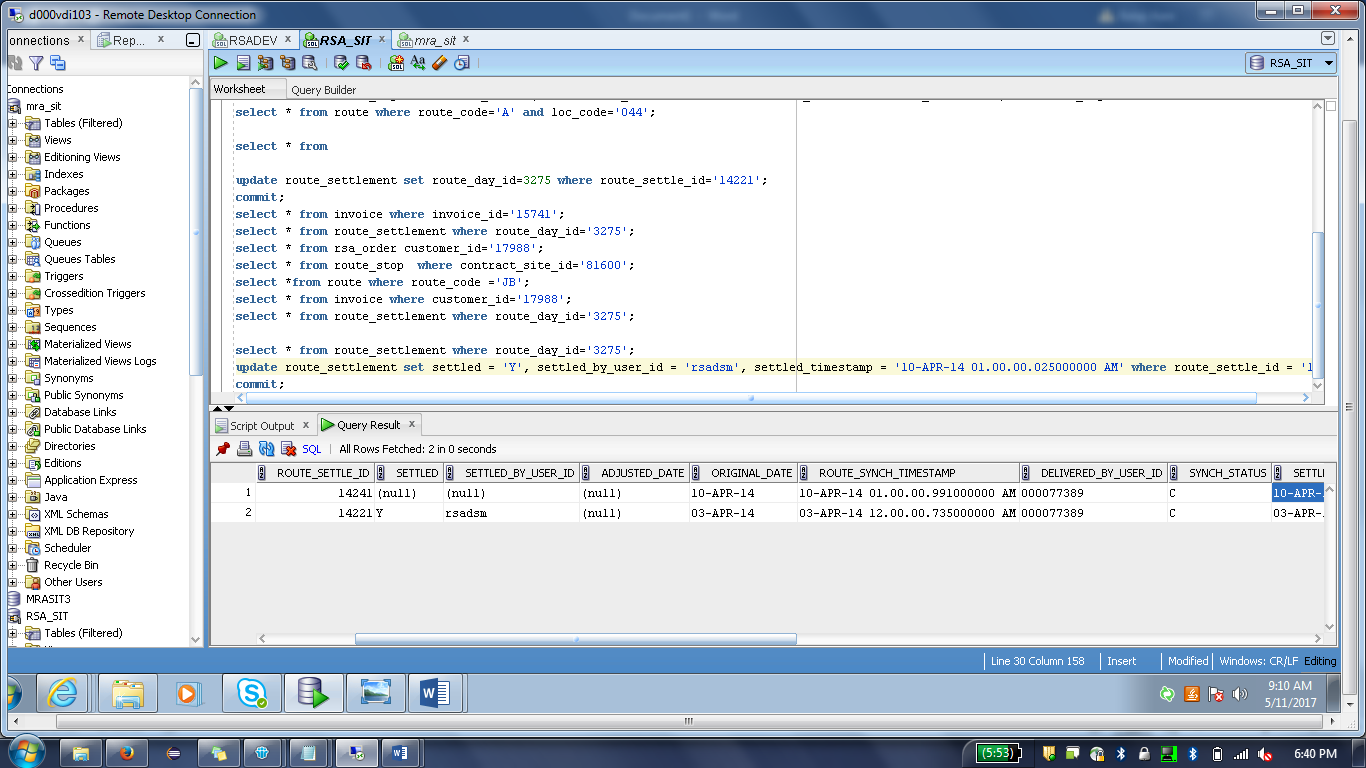 d000vdi103 - Remote Desktop Connection
onnections
Rep...
RSADEV
RSA_SIT
mra_sit
RSA_SIT
Worksheet
Query Builder
Connections
mra_sit
Tables (Filtered)
Views
Editioning Views
Indexes
Packages
Procedures
Functions
Queues
Queues Tables
Triggers
Crossedition Triggers
Types
Sequences
Materialized Views
Materialized Views Logs
Synonyms
Public Synonyms
Database Links
Public Database Links
Directories
Editions
Application Express
Java
XML Schemas
XML DB Repository
Scheduler
Recycle Bin
Other Users
MRASIT3
RSA_SIT
Tables (Filtered)
select * from route where route_code='A' and loc_code='044';
select * from
update route_settlement set route_day_id=3275 where route_settle_id='14221';
commit;
select * from invoice where invoice_id='15741';
select * from route_settlement where route_day_id='3275';
select * from rsa_order customer_id='17988';
select * from route_stop  where contract_site_id='81600';
select *from route where route_code ='JB';
select * from invoice where customer_id='17988';
select * from route_settlement where route_day_id='3275';
select * from route_settlement where route_day_id='3275';
update route_settlement set settled = 'Y', settled_by_user_id = 'rsadsm', settled_timestamp = '10-APR-14 01.00.00.025000000 AM' where route_settle_id = '1
commit;
Script Output
Query Result
SQL | All Rows Fetched: 2 in 0 seconds
ROUTE_SETTLE_ID SETTLED SETTLED_BY_USER_ID ADJUSTED_DATE ORIGINAL_DATE ROUTE_SYNCH_TIMESTAMP DELIVERED_BY_USER_ID SYNCH_STATUS SETTL
1 14241 (null) (null) (null) 10-APR-14 10-APR-14 01.00.00.991000000 AM 000077389 C 10-APR-
2 14221 Y rsadsm (null) 03-APR-14 03-APR-14 12.00.00.735000000 AM 000077389 C 03-APR-
Line 30 Column 158 | Insert | Modified | Windows: CR/LF Editing
9:10 AM
5/11/2017
(5:53)
6:40 PM